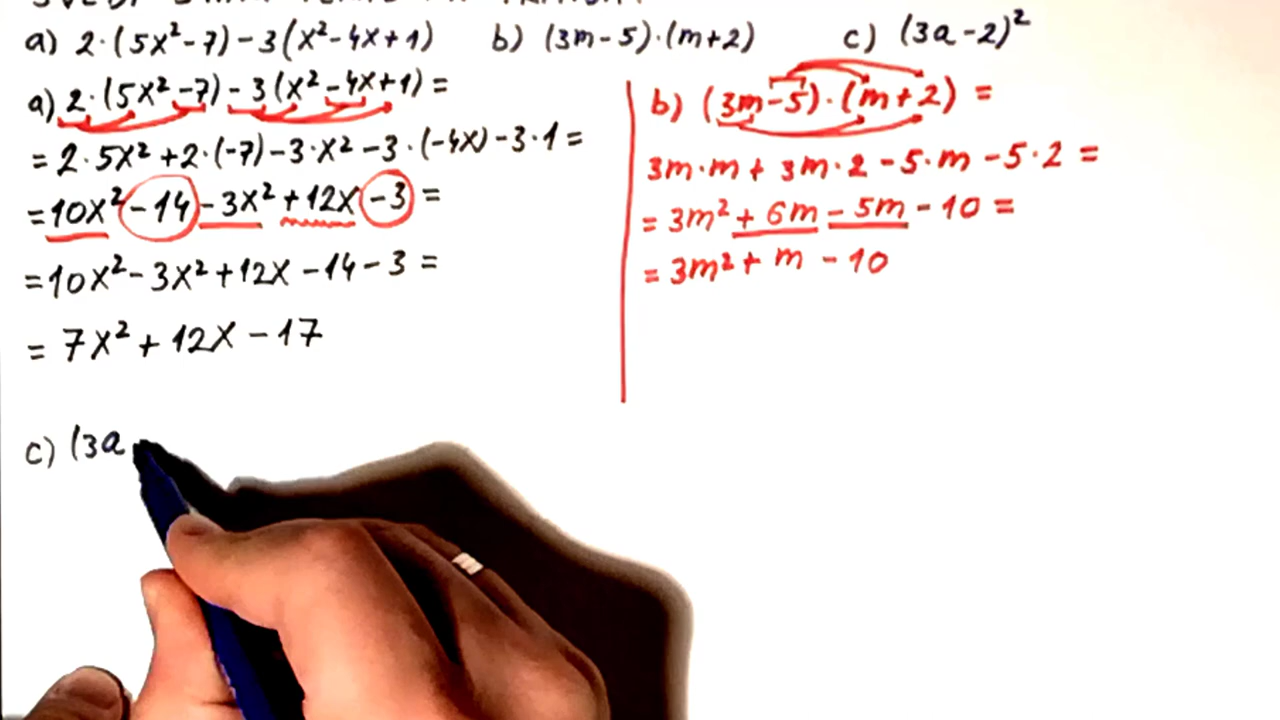 a) 2·(5x²-7)-3(x²-4x+1) b) (3m-5)·(m+2) c) (3a-2)²
a) 2·(5x²-7)-3(x²-4x+1)=
=2·5x²+2·(-7)-3·x²-3·(-4x)-3·1=
=10x²-14-3x²+12x-3=
=10x²-3x²+12x-14-3=
=7x²+12x-17
b) (3m-5)·(m+2)=
3m·m+3m·2-5·m-5·2=
=3m²+6m-5m-10=
=3m²+m-10
c) (3a